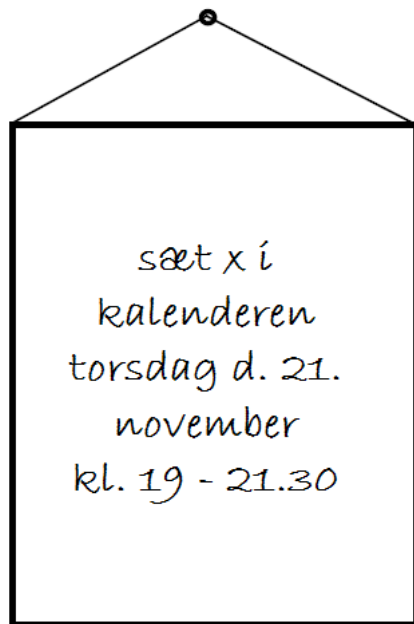 sæt x i
kalenderen
torsdag d. 21.
november
kl. 19 - 21.30